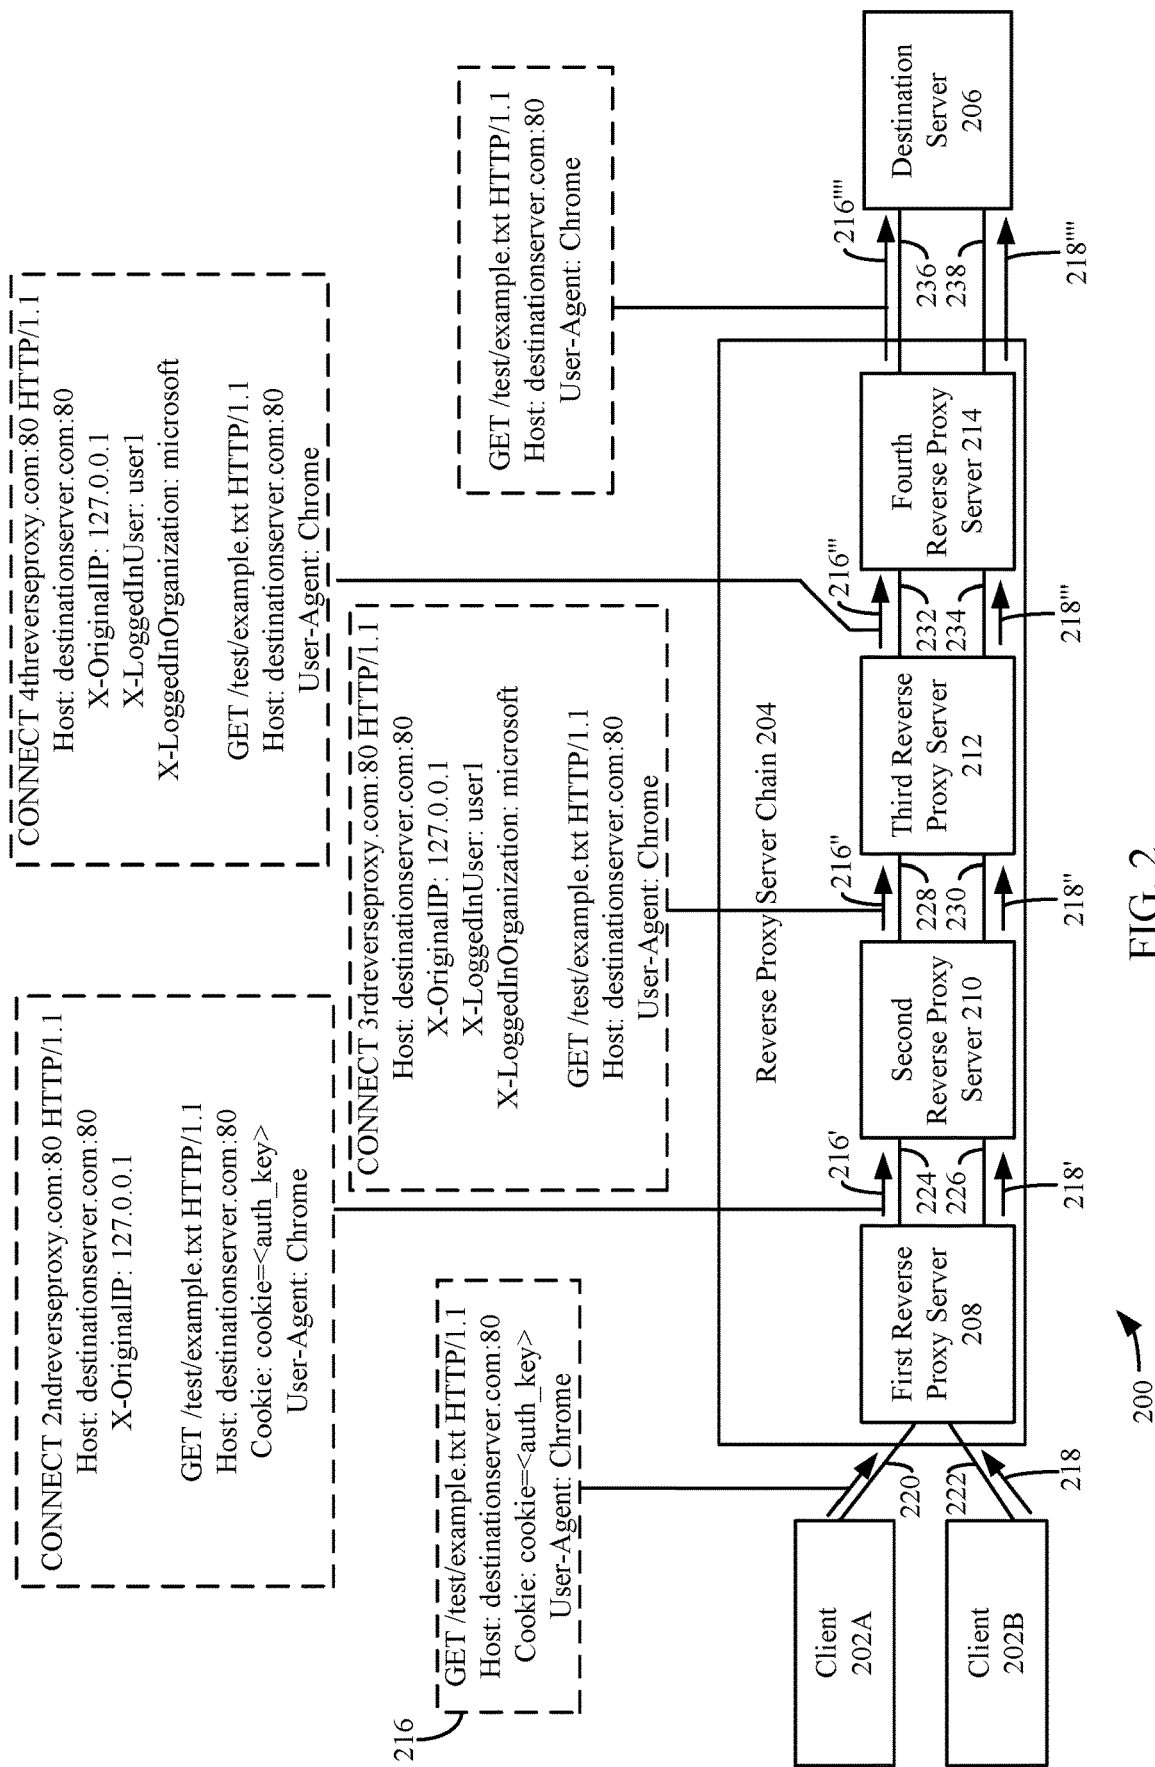 CONNECT 2ndreverseproxy.com:80 HTTP/1.1
Host: destinationserver.com:80
X-OriginalIP: 127.0.0.1
GET /test/example.txt HTTP/1.1
Host: destinationserver.com:80
Cookie: cookie=<auth_key>
User-Agent: Chrome
CONNECT 4threverseproxy.com:80 HTTP/1.1
Host: destinationserver.com:80
X-OriginalIP: 127.0.0.1
X-LoggedInUser: user1
X-LoggedInOrganization: microsoft
GET /test/example.txt HTTP/1.1
Host: destinationserver.com:80
User-Agent: Chrome
CONNECT 3rdreverseproxy.com:80 HTTP/1.1
Host: destinationserver.com:80
X-OriginalIP: 127.0.0.1
X-LoggedInUser: user1
X-LoggedInOrganization: microsoft
GET /test/example.txt HTTP/1.1
Host: destinationserver.com:80
User-Agent: Chrome
216
GET /test/example.txt HTTP/1.1
Host: destinationserver.com:80
Cookie: cookie=<auth_key>
User-Agent: Chrome
GET /test/example.txt HTTP/1.1
Host: destinationserver.com:80
User-Agent: Chrome
Reverse Proxy Server Chain 204
Client
202A
Client
202B
220
222
218
First Reverse
Proxy Server
208
216'
224
226
218'
Second
Reverse Proxy
Server 210
216''
228
230
218''
Third Reverse
Proxy Server
212
216'''
232
234
218'''
Fourth
Reverse Proxy
Server 214
216''''
236
238
218''''
Destination
Server
206
200
FIG. 2